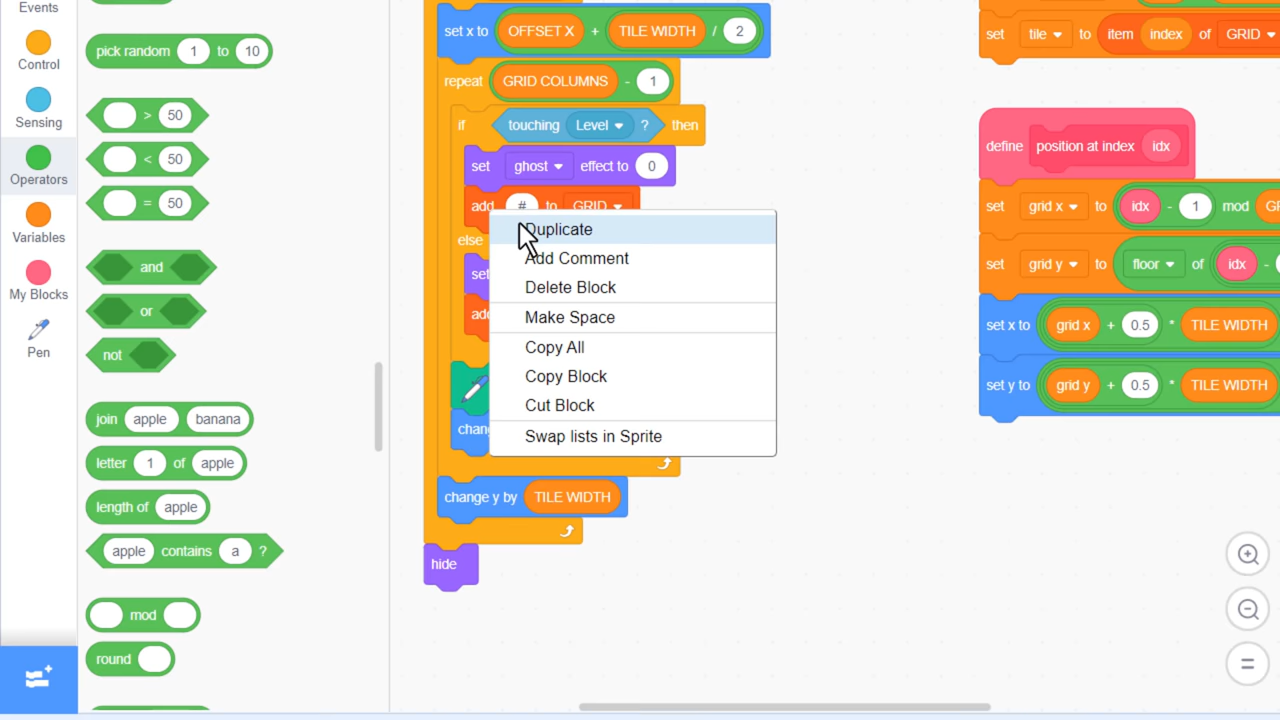 Events
Control
Sensing
Operators
Variables
My Blocks
Pen
pick random 1 to 10
> 50
< 50
= 50
and
or
not
join apple banana
letter 1 of apple
length of apple
apple contains a ?
mod
round
set x to OFFSET X + TILE WIDTH / 2
repeat GRID COLUMNS - 1
if touching Level ? then
set ghost effect to 0
add # to GRID
else
set
add
Duplicate
Add Comment
Delete Block
Make Space
Copy All
Copy Block
Cut Block
Swap lists in Sprite
change y by TILE WIDTH
hide
set tile to item index of GRID
define position at index idx
set grid x to idx - 1 mod
set grid y to floor of idx -
set x to grid x + 0.5 * TILE WIDTH
set y to grid y + 0.5 * TILE WIDTH